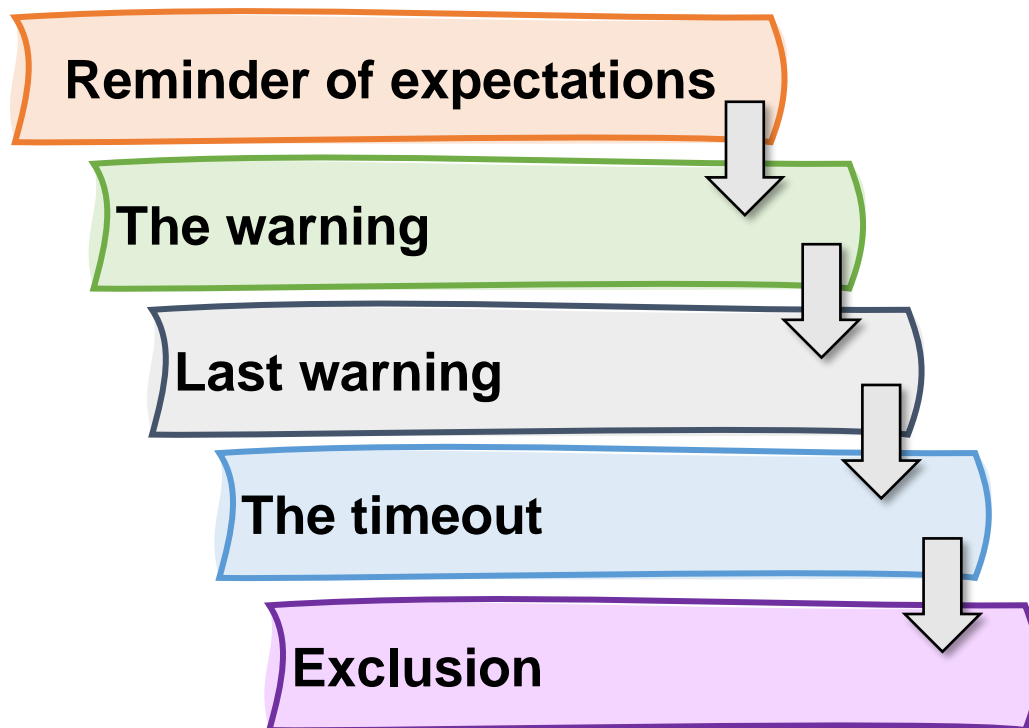 Reminder of expectations
The warning
Last warning
The timeout
Exclusion